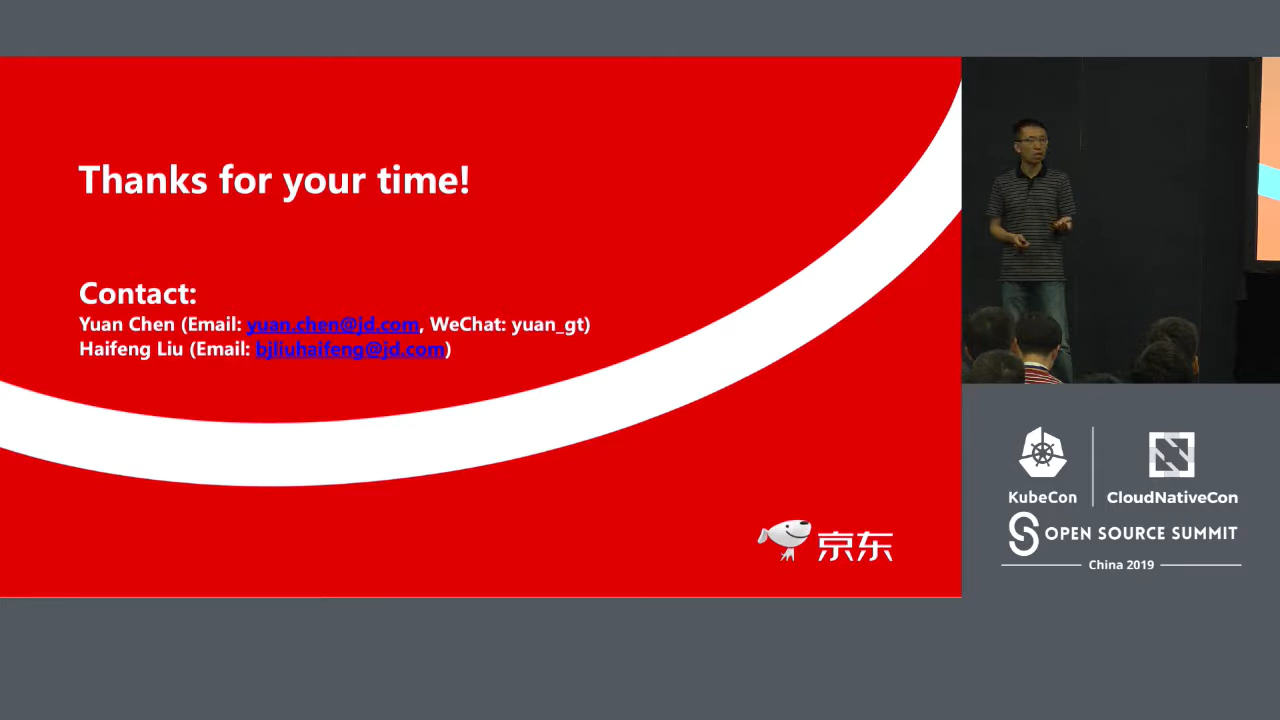 Thanks for your time!
Contact:
Yuan Chen (Email: yuan.chen@jd.com, WeChat: yuan_gt)
Haifeng Liu (Email: bjliuhaifeng@jd.com)
京东
KubeCon
CloudNativeCon
OPEN SOURCE SUMMIT
China 2019